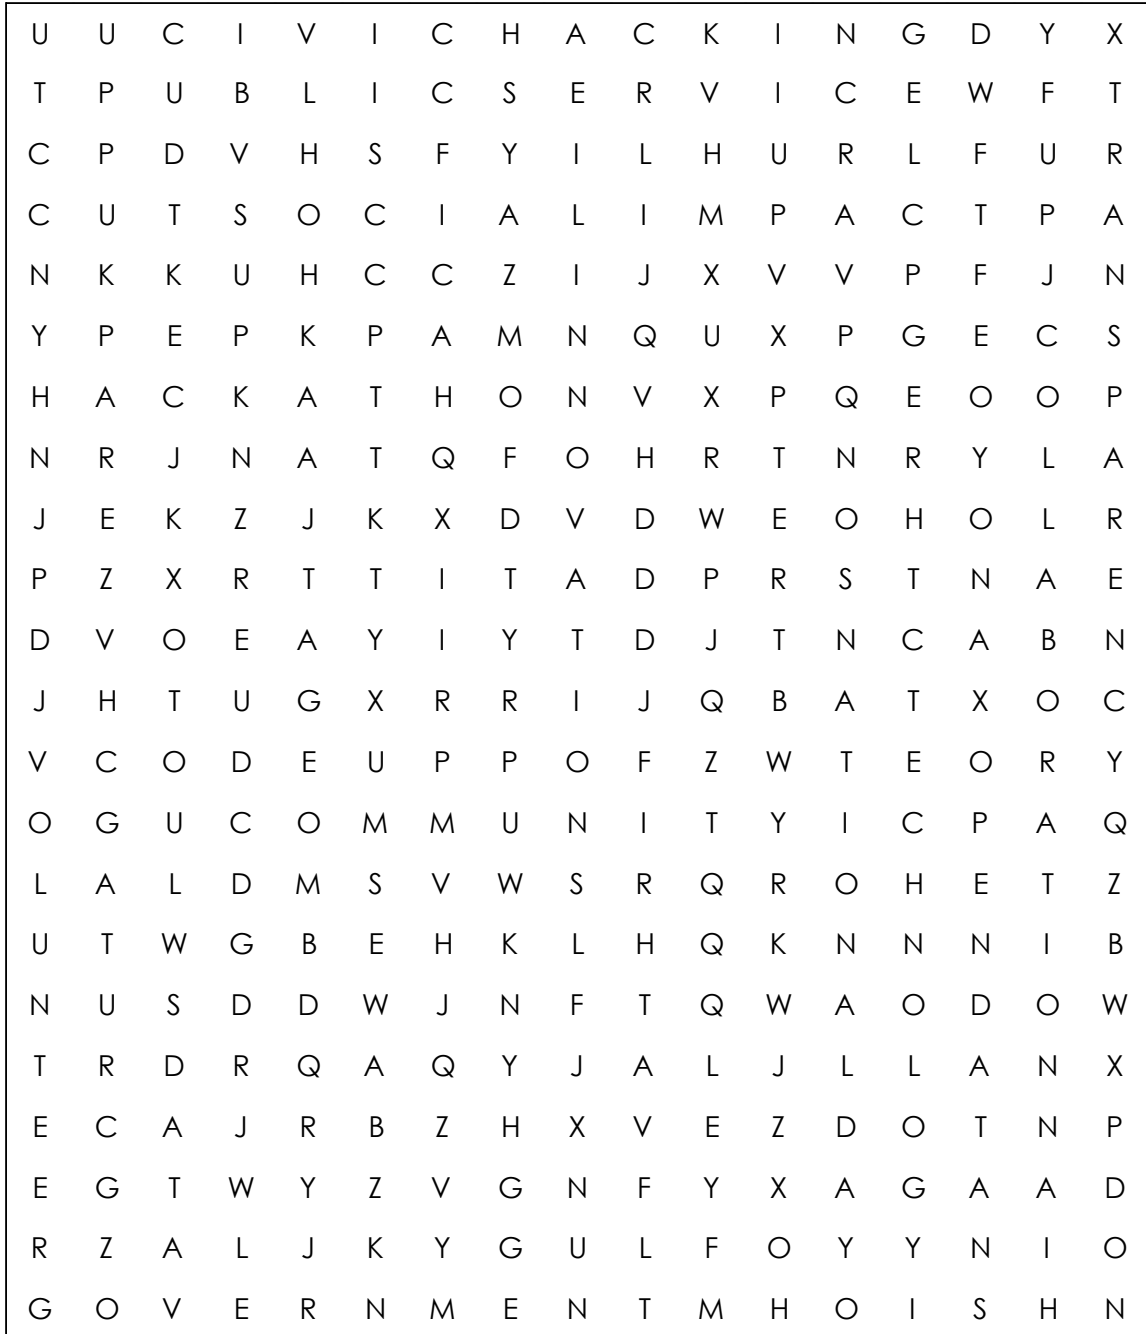 U U C I V I C H A C K I N G D Y X
T P U B L I C S E R V I C E W F T
C P D V H S F Y I L H U R L F U R
C U T S O C I A L I M P A C T P A
N K K U H C C Z I J X V V P F J N
Y P E P K P A M N Q U X P G E C S
H A C K A T H O N V X P Q E O O P
N R J N A T Q F O H R T N R Y L A
J E K Z J K X D V D W E O H O L R
P Z X R T T I T A D P R S T N A E
D V O E A Y I Y T D J T N C A B N
J H T U G X R R I J Q B A T X O C
V C O D E U P P O F Z W T E O R Y
O G U C O M M U N I T Y I C P A Q
L A L D M S V W S R Q R O H E T Z
U T W G B E H K L H Q K N N N I B
N U S D D W J N F T Q W A O D O W
T R D R Q A Q Y J A L J L L A N X
E C A J R B Z H X V E Z D O T N P
E G T W Y Z V G N F Y X A G A A D
R Z A L J K Y G U L F O Y Y N I O
G O V E R N M E N T M H O I S H N